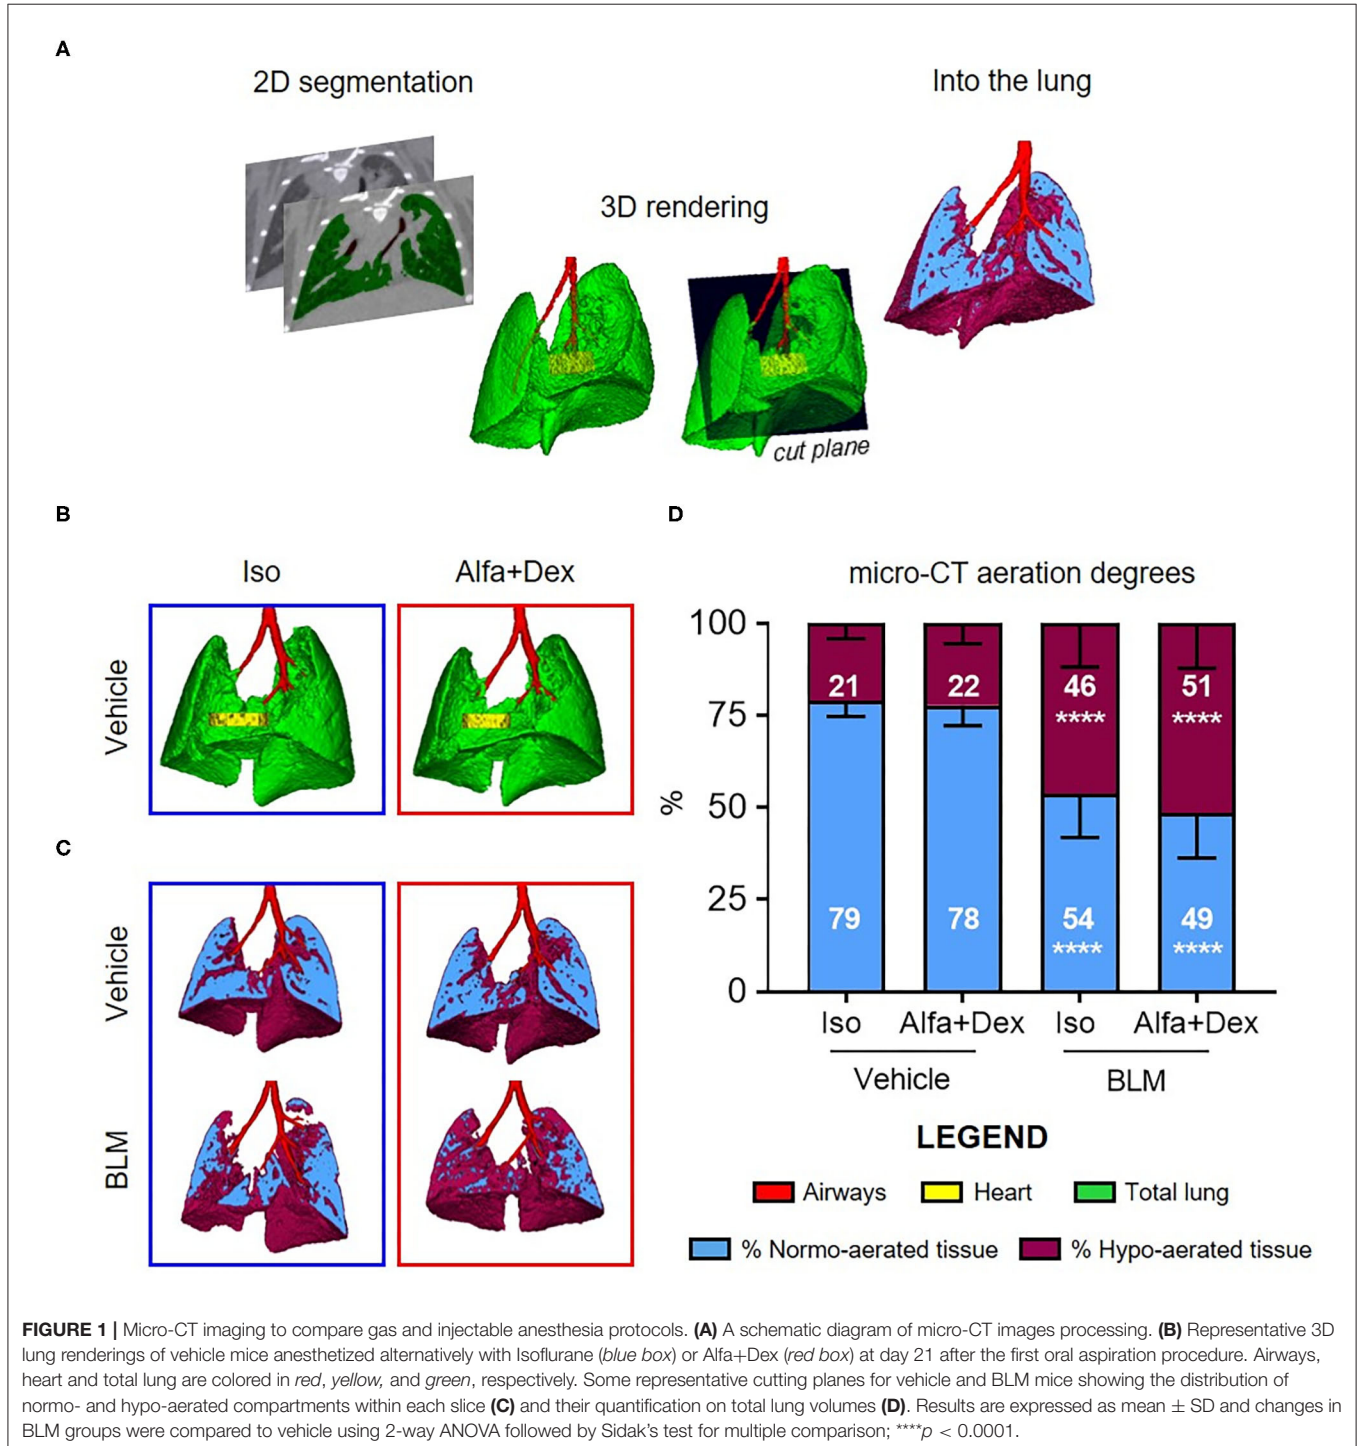 A
2D segmentation
Into the lung
3D rendering
cut plane
B
D
Iso
Alfa+Dex
micro-CT aeration degrees
Vehicle
100
75
50
25
0
%
21
22
46
51
****
****
79
78
54
49
****
****
C
Vehicle
BLM
Iso
Alfa+Dex
Iso
Alfa+Dex
Vehicle
BLM
LEGEND
Airways
Heart
Total lung
% Normo-aerated tissue
% Hypo-aerated tissue
FIGURE 1 | Micro-CT imaging to compare gas and injectable anesthesia protocols. (A) A schematic diagram of micro-CT images processing. (B) Representative 3D
lung renderings of vehicle mice anesthetized alternatively with Isoflurane (blue box) or Alfa+Dex (red box) at day 21 after the first oral aspiration procedure. Airways,
heart and total lung are colored in red, yellow, and green, respectively. Some representative cutting planes for vehicle and BLM mice showing the distribution of
normo- and hypo-aerated compartments within each slice (C) and their quantification on total lung volumes (D). Results are expressed as mean ± SD and changes in
BLM groups were compared to vehicle using 2-way ANOVA followed by Sidak's test for multiple comparison; ****p < 0.0001.